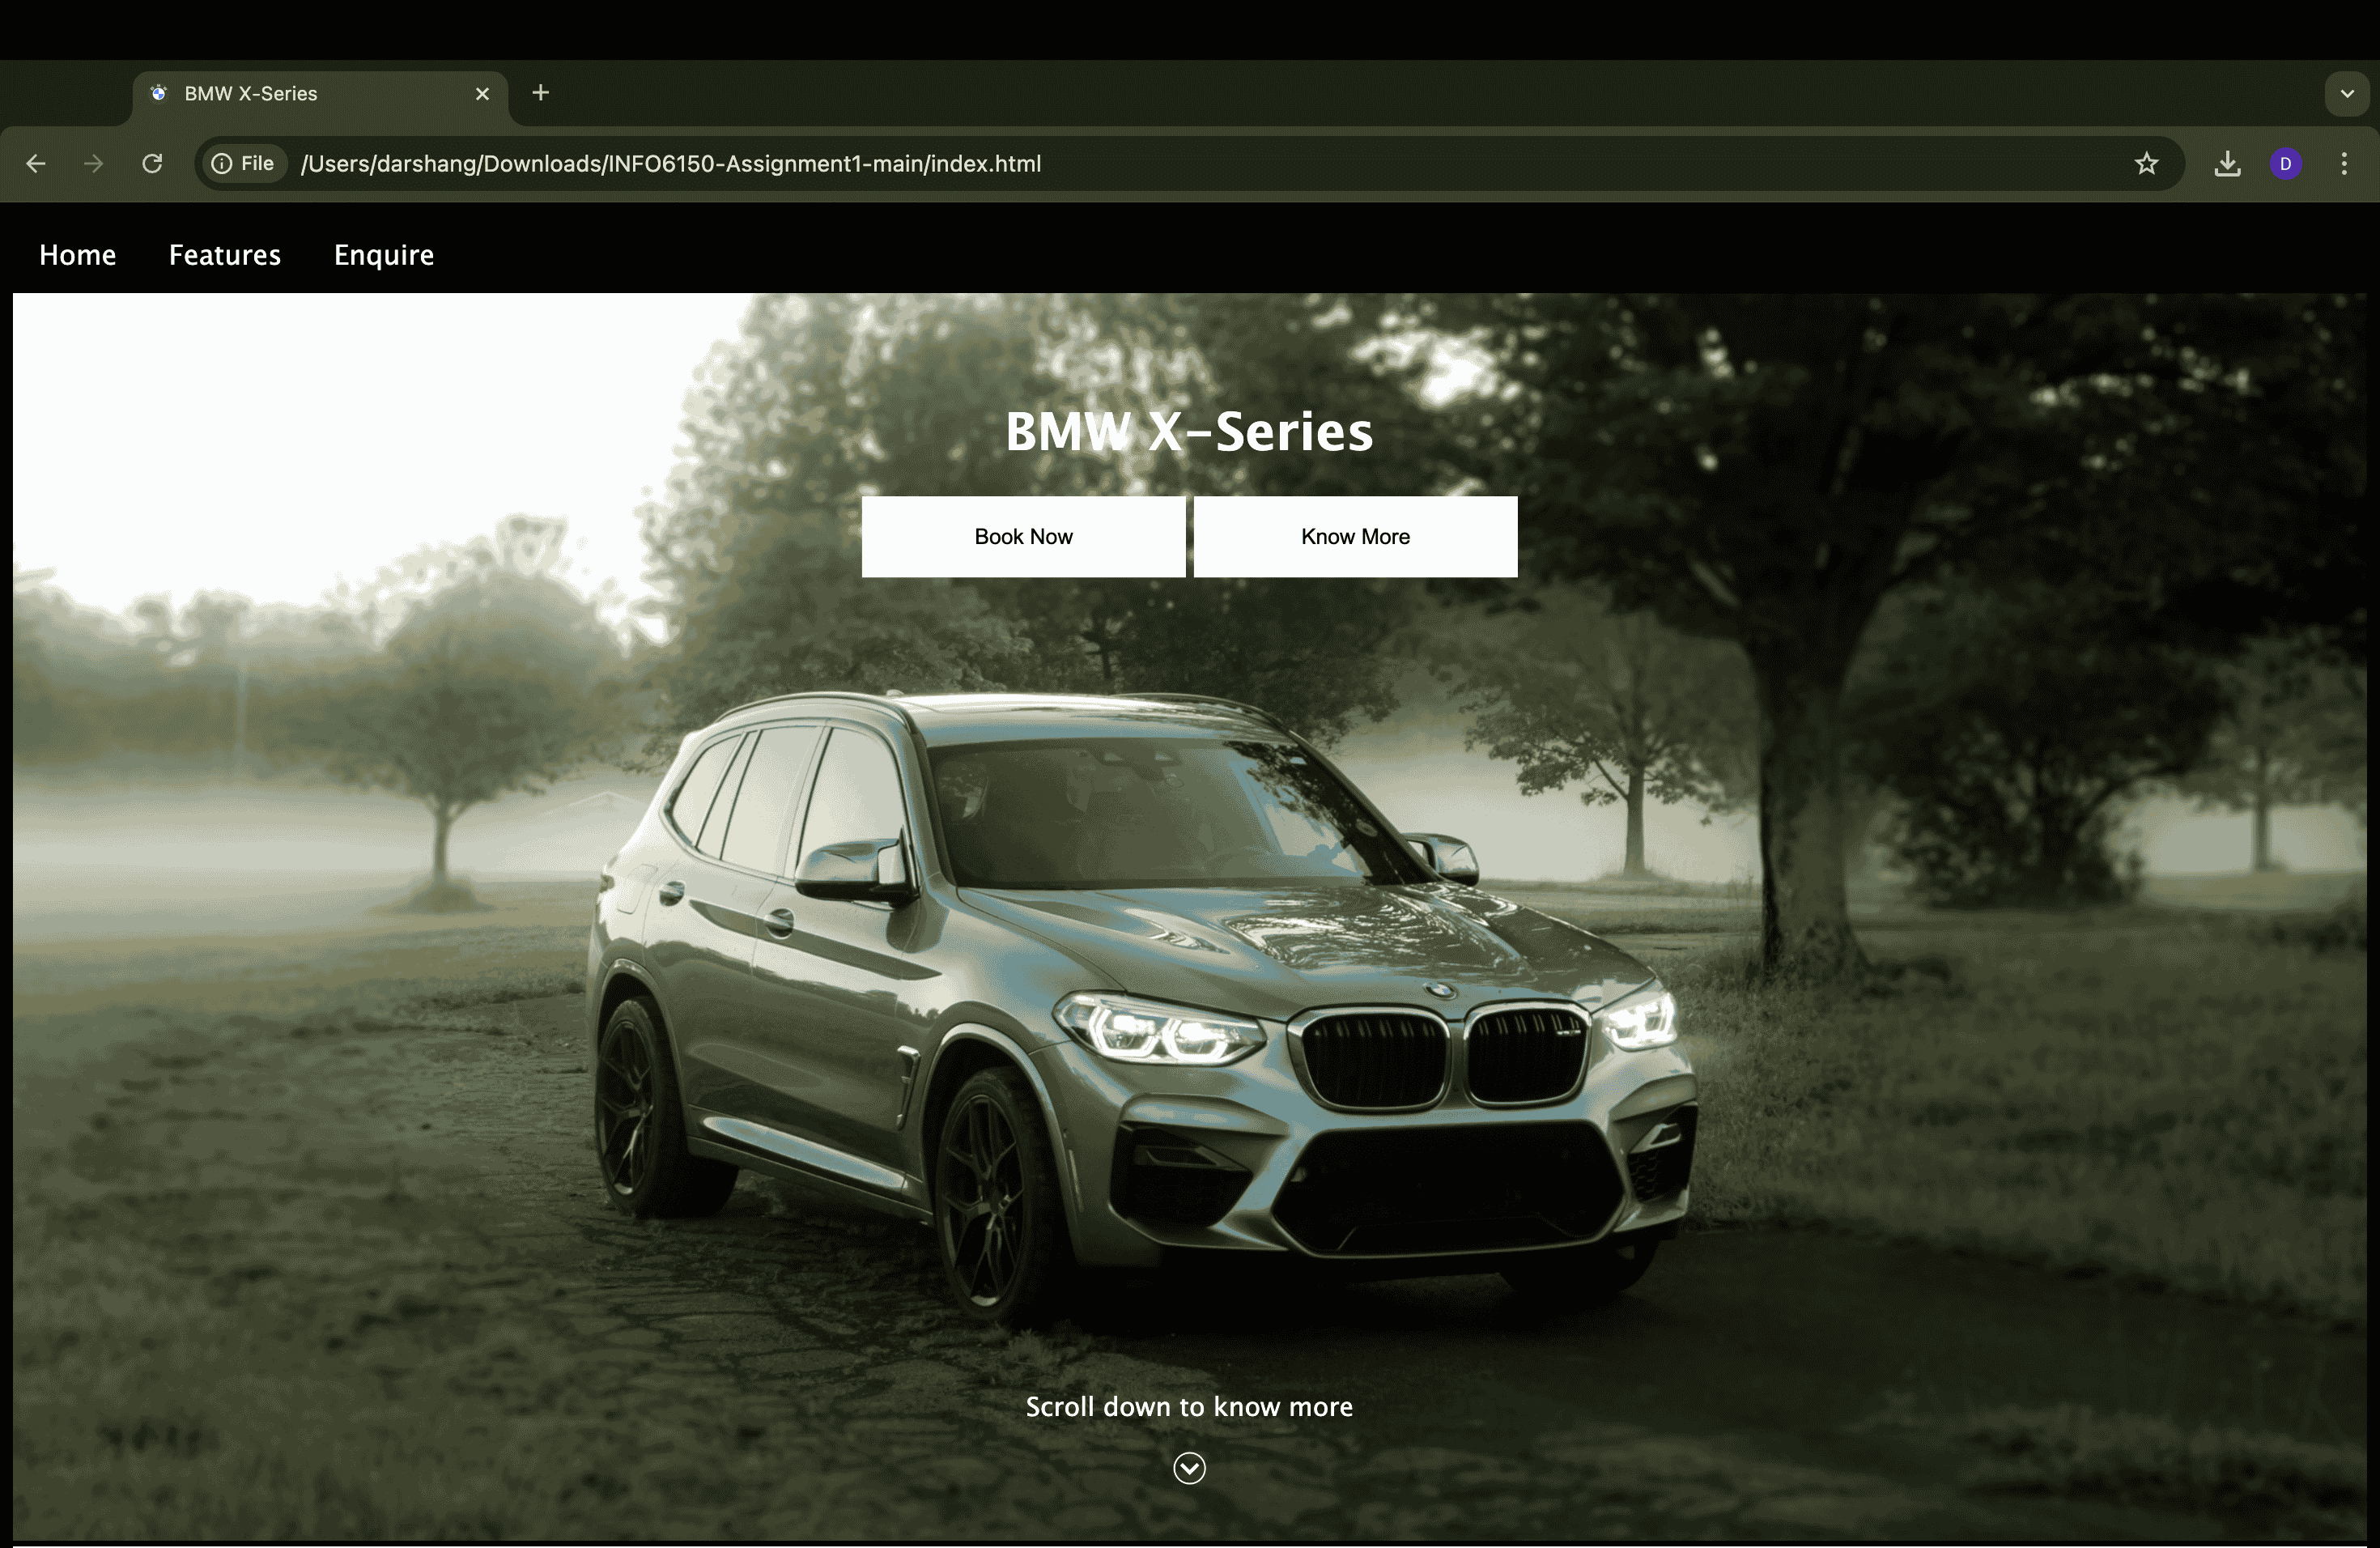 BMW X-Series
File /Users/darshang/Downloads/INFO6150-Assignment1-main/index.html
D
Home Features Enquire
BMW X-Series
Book Now Know More
Scroll down to know more